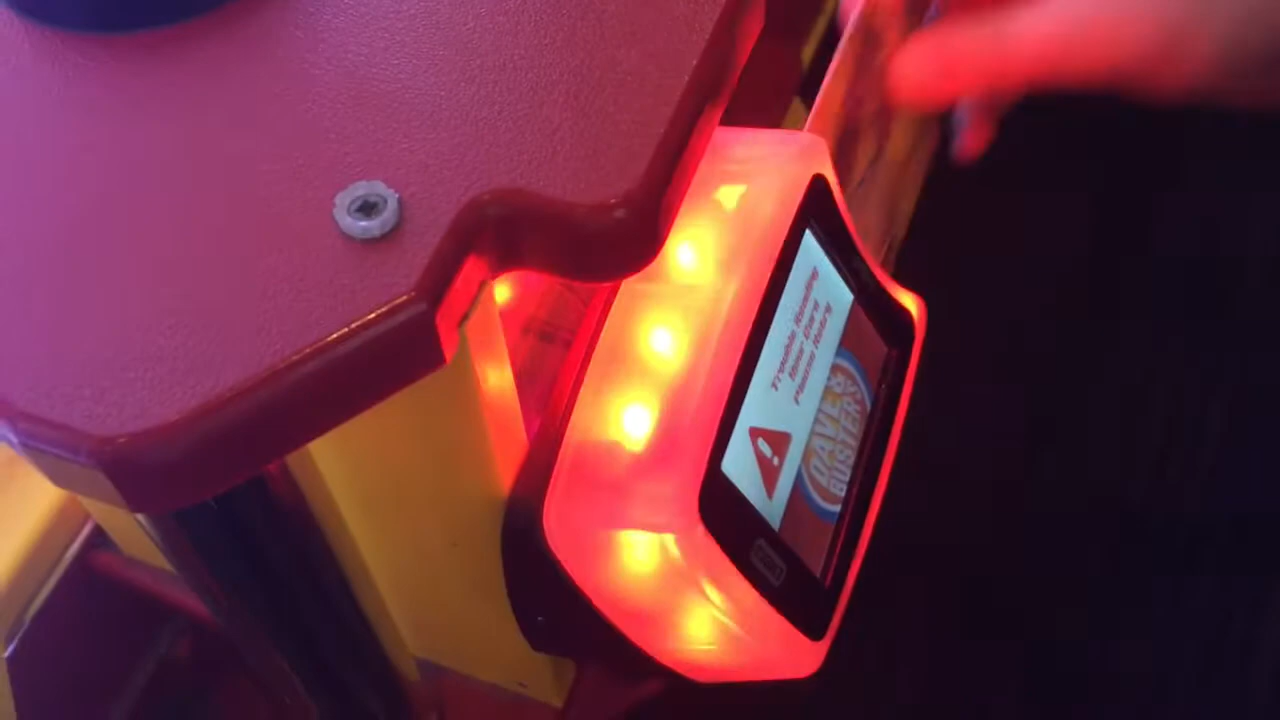 Trouble Reading
Your Card
Please Retry
DAVE &
BUSTER'S